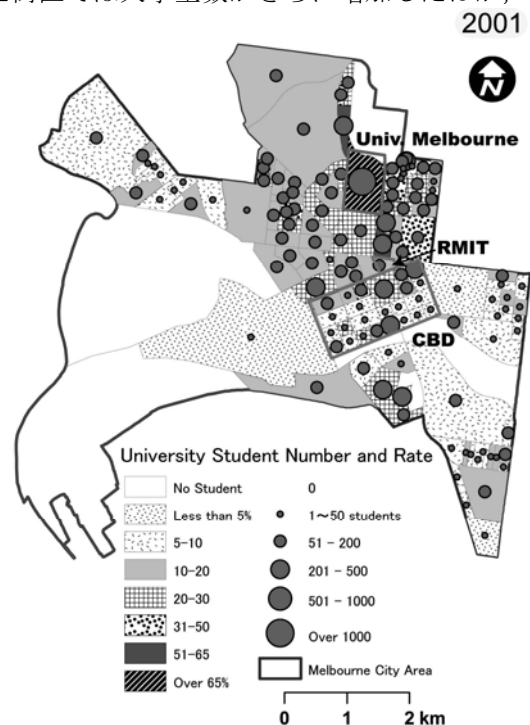 2001
N
Univ. Melbourne
RMIT
CBD
University Student Number and Rate
No Student 0
Less than 5% 1～50 students
5-10 51 - 200
10-20 201 - 500
20-30 501 - 1000
31-50 Over 1000
51-65 Melbourne City Area
Over 65%
0 1 2 km